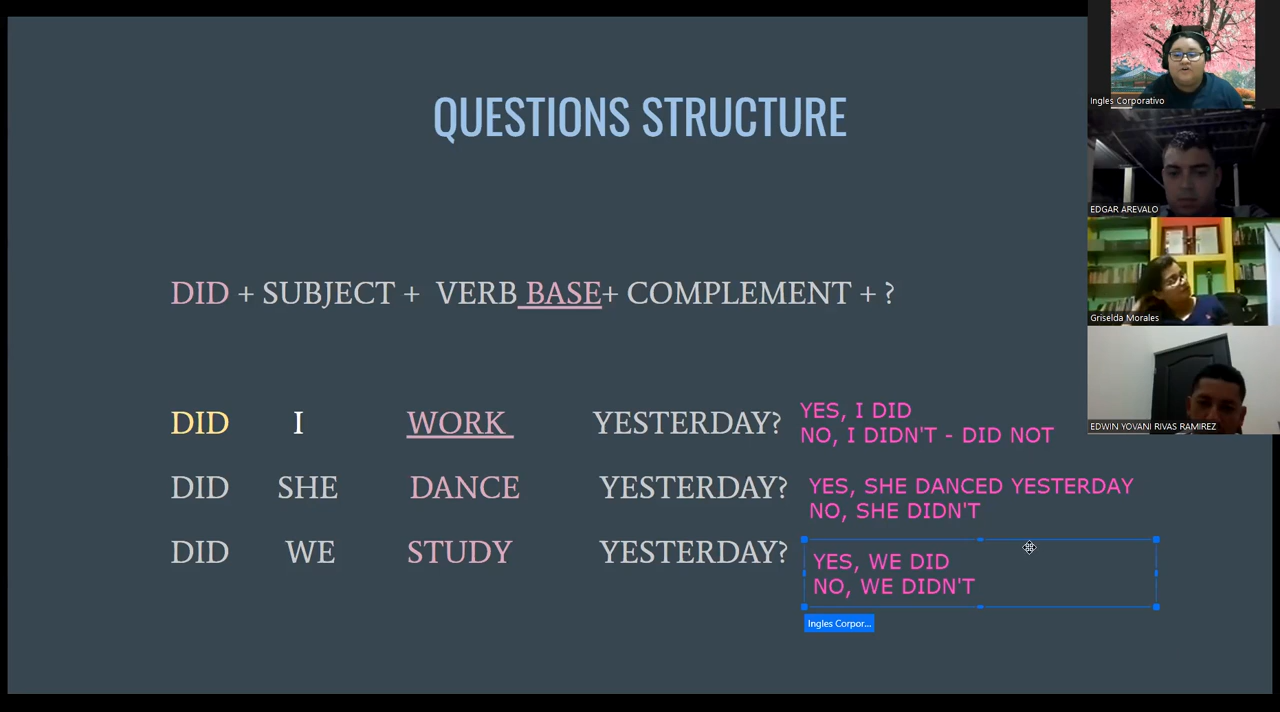 QUESTIONS STRUCTURE
DID + SUBJECT + VERB BASE+ COMPLEMENT + ?
DID I WORK YESTERDAY?
YES, I DID
NO, I DIDN'T - DID NOT
DID SHE DANCE YESTERDAY?
YES, SHE DANCED YESTERDAY
NO, SHE DIDN'T
DID WE STUDY YESTERDAY?
YES, WE DID
NO, WE DIDN'T
Ingles Corpor...
Ingles Corporativo
EDGAR AREVALO
Griselda Morales
EDWIN YOVANI RIVAS RAMIREZ